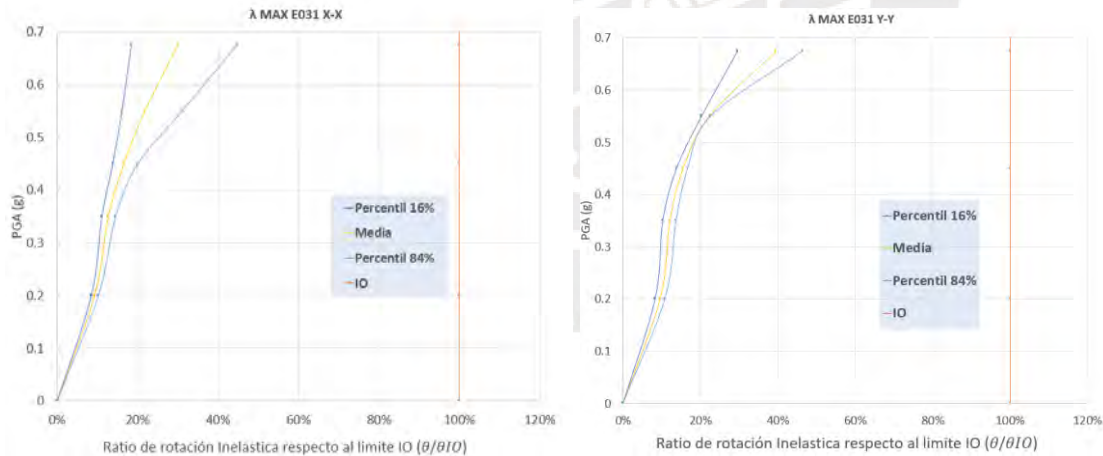 λ MAX E031 X-X
0.7
0.6
0.5
0.4
0.3
0.2
0.1
0
PGA (g)
Percentil 16%
Media
Percentil 84%
IO
0%
20%
40%
60%
80%
100%
120%
Ratio de rotación Inelastica respecto al limite IO (θ/θIO)
λ MAX E031 Y-Y
0.7
0.6
0.5
0.4
0.3
0.2
0.1
0
PGA (g)
Percentil 16%
Media
Percentil 84%
IO
0%
20%
40%
60%
80%
100%
120%
Ratio de rotación Inelastica respecto al limite IO (θ/θIO)